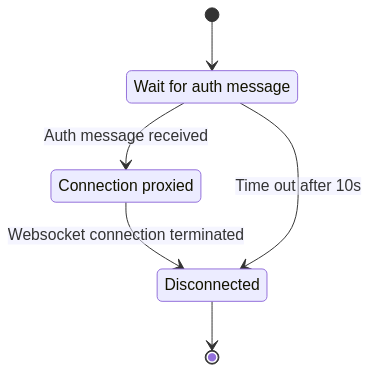 Wait for auth message
Auth message received
Connection proxied
Time out after 10s
Websocket connection terminated
Disconnected